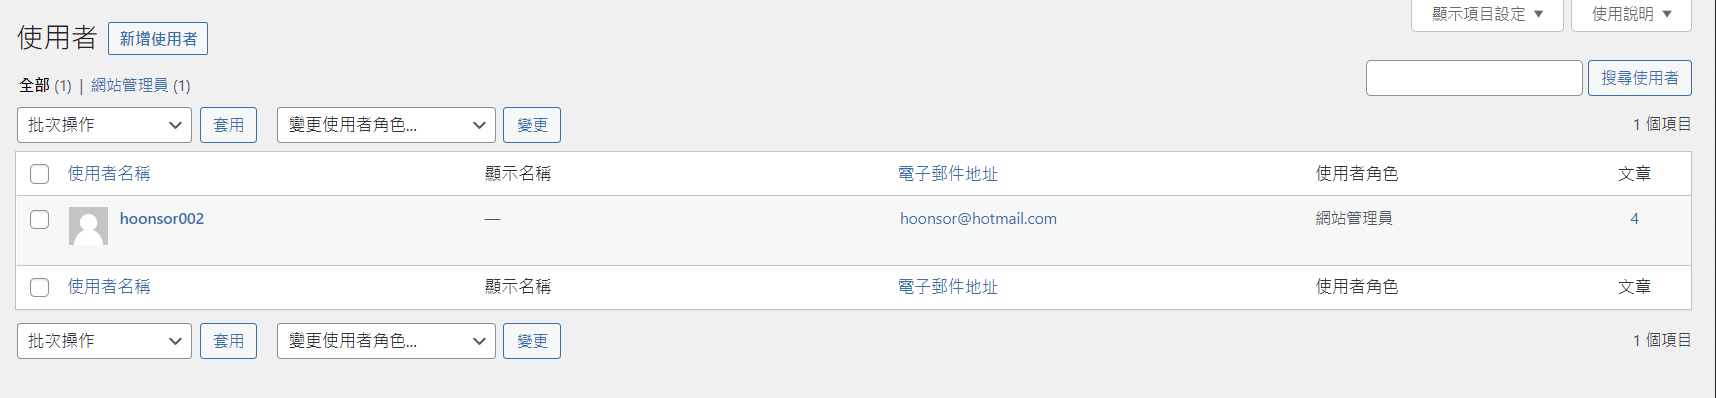 顯示項目設定 ▼ 使用說明 ▼
使用者 新增使用者
全部 (1) | 網站管理員 (1) 搜尋使用者
批次操作 套用 變更使用者角色... 變更 1 個項目
使用者名稱 顯示名稱 電子郵件地址 使用者角色 文章
hoonsor002 — hoonsor@hotmail.com 網站管理員 4
使用者名稱 顯示名稱 電子郵件地址 使用者角色 文章
批次操作 套用 變更使用者角色... 變更 1 個項目